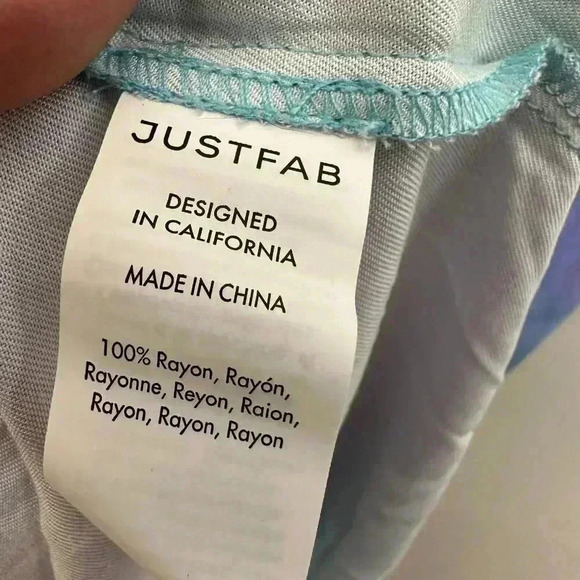 JUSTFAB
DESIGNED
IN CALIFORNIA
MADE IN CHINA
100% Rayon, Rayón,
Rayonne, Reyon, Raion,
Rayon, Rayon, Rayon